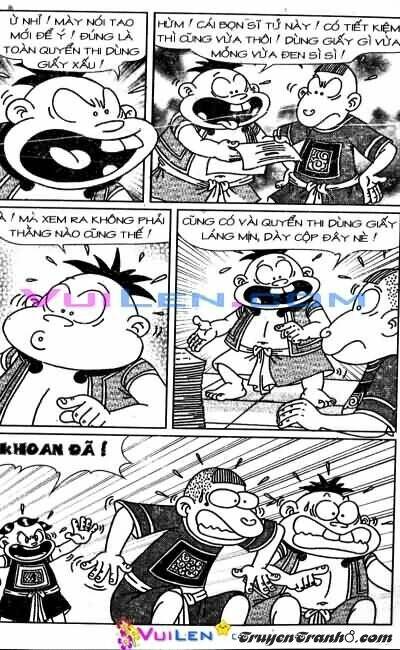 Ừ NHỈ! MÀY NÓI TAO
MỚI ĐỂ Ý! ĐÚNG LÀ
TOÀN QUYỂN THI DÙNG
GIẤY XẤU!
HỪM! CÁI BỌN SĨ TỬ NÀY! CÓ TIẾT KIỆM
THÌ CŨNG VỪA THÔI! DÙNG GIẤY GÌ VỪA
MỎNG VỪA ĐEN SÌ SÌ!
À! MÀ XEM RA KHÔNG PHẢI
THẰNG NÀO CŨNG THẾ!
CŨNG CÓ VÀI QUYỂN THI DÙNG GIẤY
LÁNG MỊN, DÀY CỘP ĐÂY NÈ!
VUILEN.COM
KHOAN ĐÃ!
VUILEN
TruyenTranh8.com